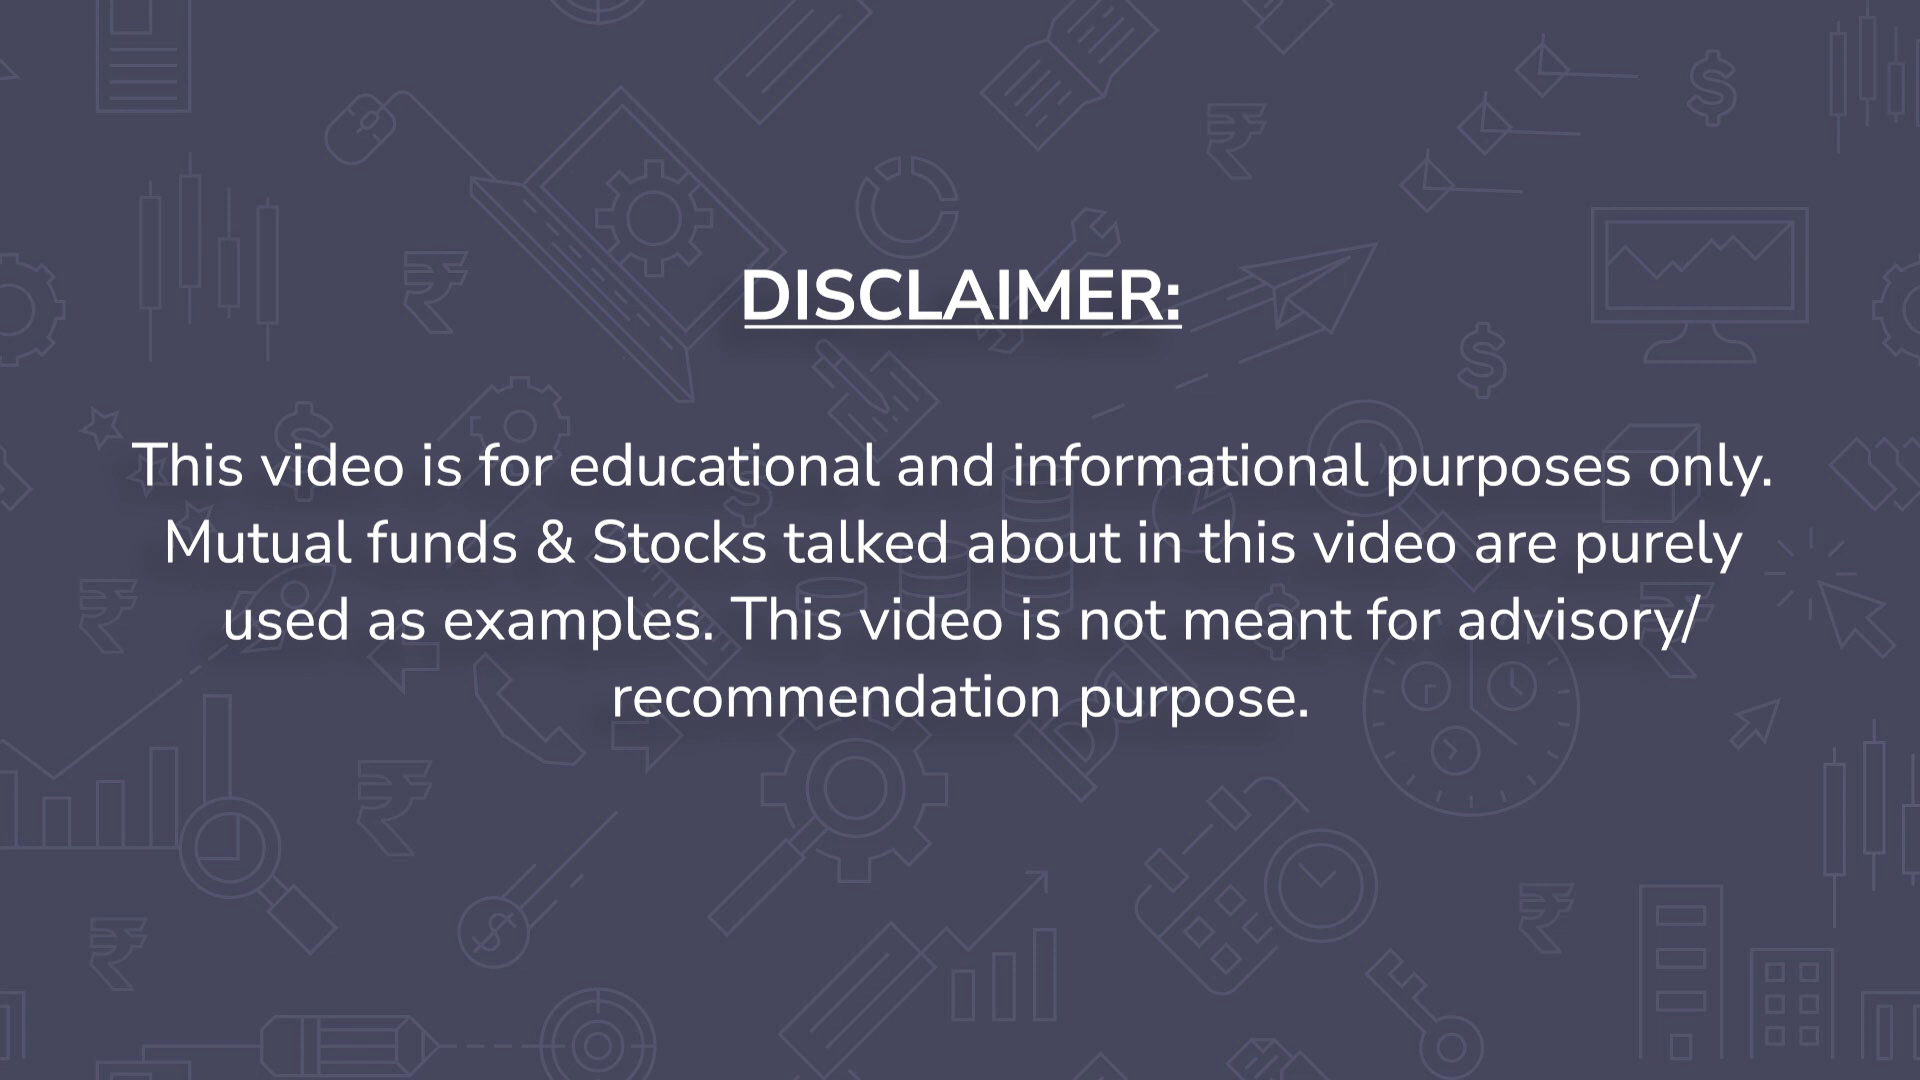 DISCLAIMER:
This video is for educational and informational purposes only.
Mutual funds & Stocks talked about in this video are purely
used as examples. This video is not meant for advisory/
recommendation purpose.